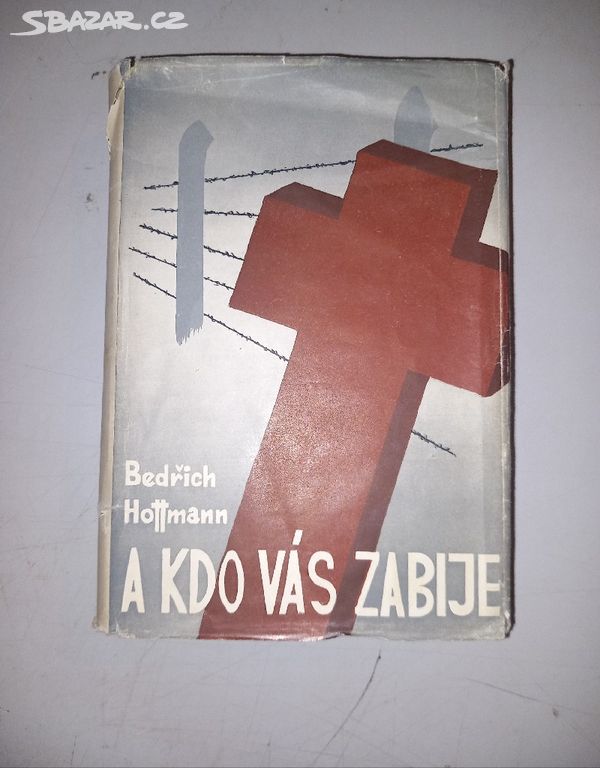 SBAZAR.CZ
Bedřich
Hoffmann
A KDO VÁS ZABIJE